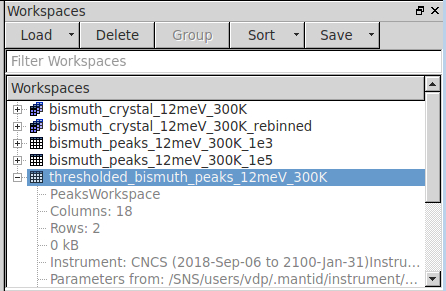 Workspaces
Load Delete Group Sort Save
Filter Workspaces
Workspaces
bismuth_crystal_12meV_300K
bismuth_crystal_12meV_300K_rebinned
bismuth_peaks_12meV_300K_1e3
bismuth_peaks_12meV_300K_1e5
thresholded_bismuth_peaks_12meV_300K
PeaksWorkspace
Columns: 18
Rows: 2
0 kB
Instrument: CNCS (2018-Sep-06 to 2100-Jan-31)Instru...
Parameters from: /SNS/users/vdp/.mantid/instrument/...